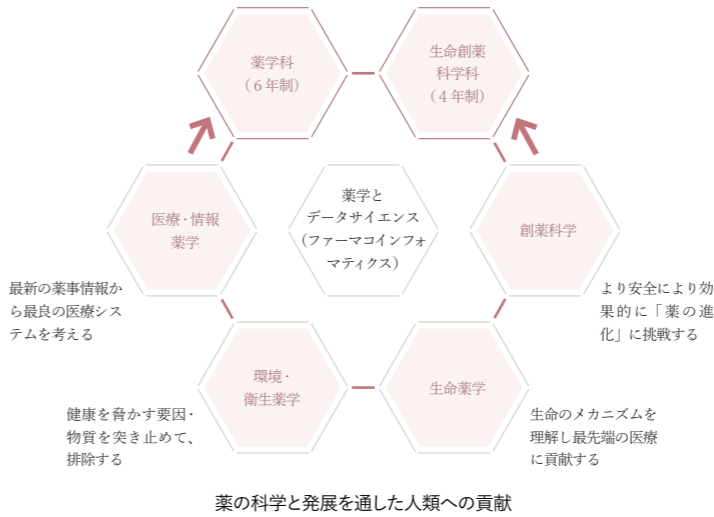 薬学科
（６年制）
生命創薬
科学科
（４年制）
医療・情報
薬学
薬学と
データサイエンス
（ファーマコインフォ
マティクス）
創薬科学
最新の薬事情報か
ら最良の医療シス
テムを考える
より安全により効
果的に「薬の進
化」に挑戦する
環境・
衛生薬学
生命薬学
健康を脅かす要因・
物質を突き止めて、
排除する
生命のメカニズムを
理解し最先端の医療
に貢献する
薬の科学と発展を通した人類への貢献